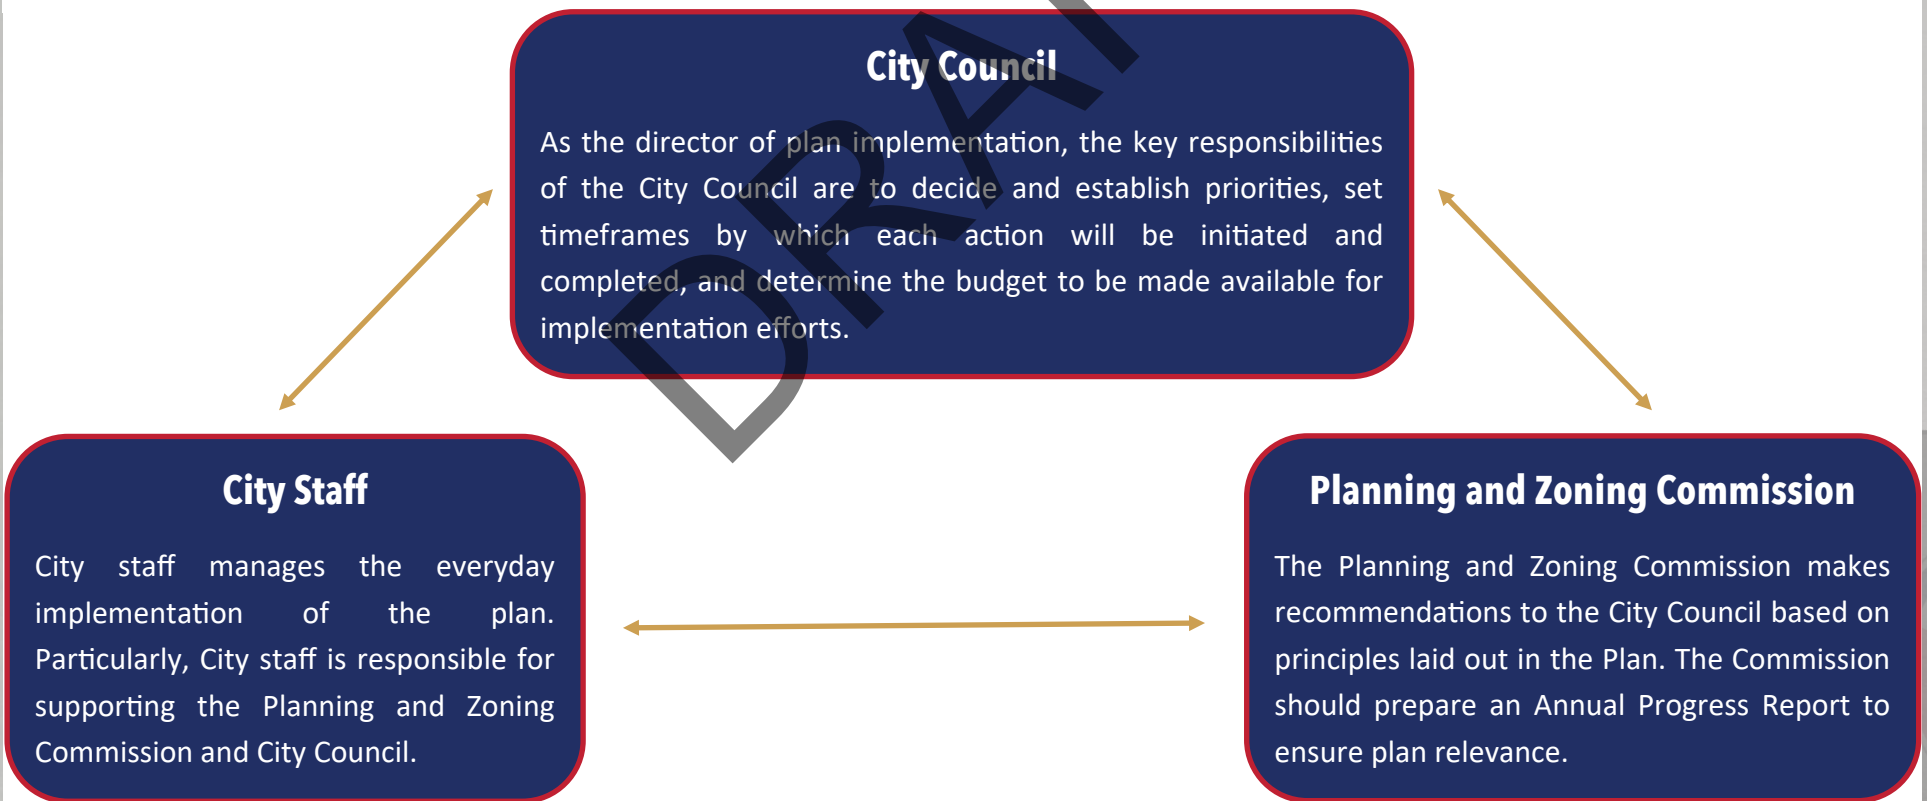 City Council
As the director of plan implementation, the key responsibilities
of the City Council are to decide and establish priorities, set
timeframes by which each action will be initiated and
completed, and determine the budget to be made available for
implementation efforts.
City Staff
City staff manages the everyday
implementation of the plan.
Particularly, City staff is responsible for
supporting the Planning and Zoning
Commission and City Council.
Planning and Zoning Commission
The Planning and Zoning Commission makes
recommendations to the City Council based on
principles laid out in the Plan. The Commission
should prepare an Annual Progress Report to
ensure plan relevance.
DRA